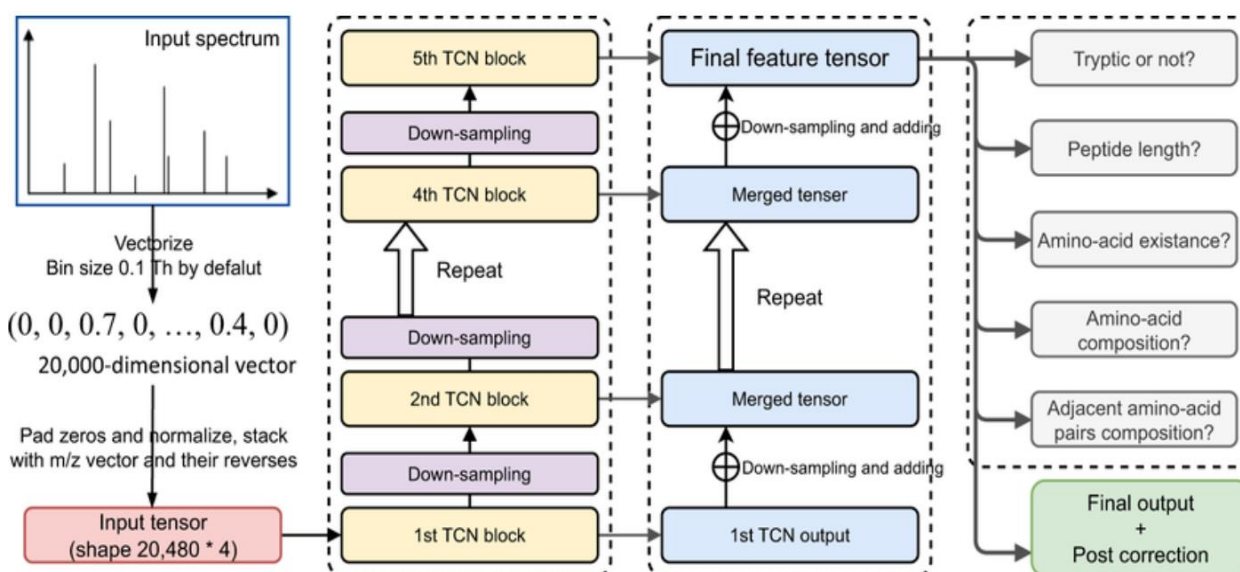 Input spectrum
Vectorize
Bin size 0.1 Th by defalut
(0, 0, 0.7, 0, …, 0.4, 0)
20,000-dimensional vector
Pad zeros and normalize, stack
with m/z vector and their reverses
Input tensor
(shape 20,480 * 4)
5th TCN block
Down-sampling
4th TCN block
Repeat
Down-sampling
2nd TCN block
Down-sampling
1st TCN block
Final feature tensor
Down-sampling and adding
Merged tenser
Repeat
Merged tensor
Down-sampling and adding
1st TCN output
Tryptic or not?
Peptide length?
Amino-acid existance?
Amino-acid
composition?
Adjacent amino-acid
pairs composition?
Final output
+
Post correction